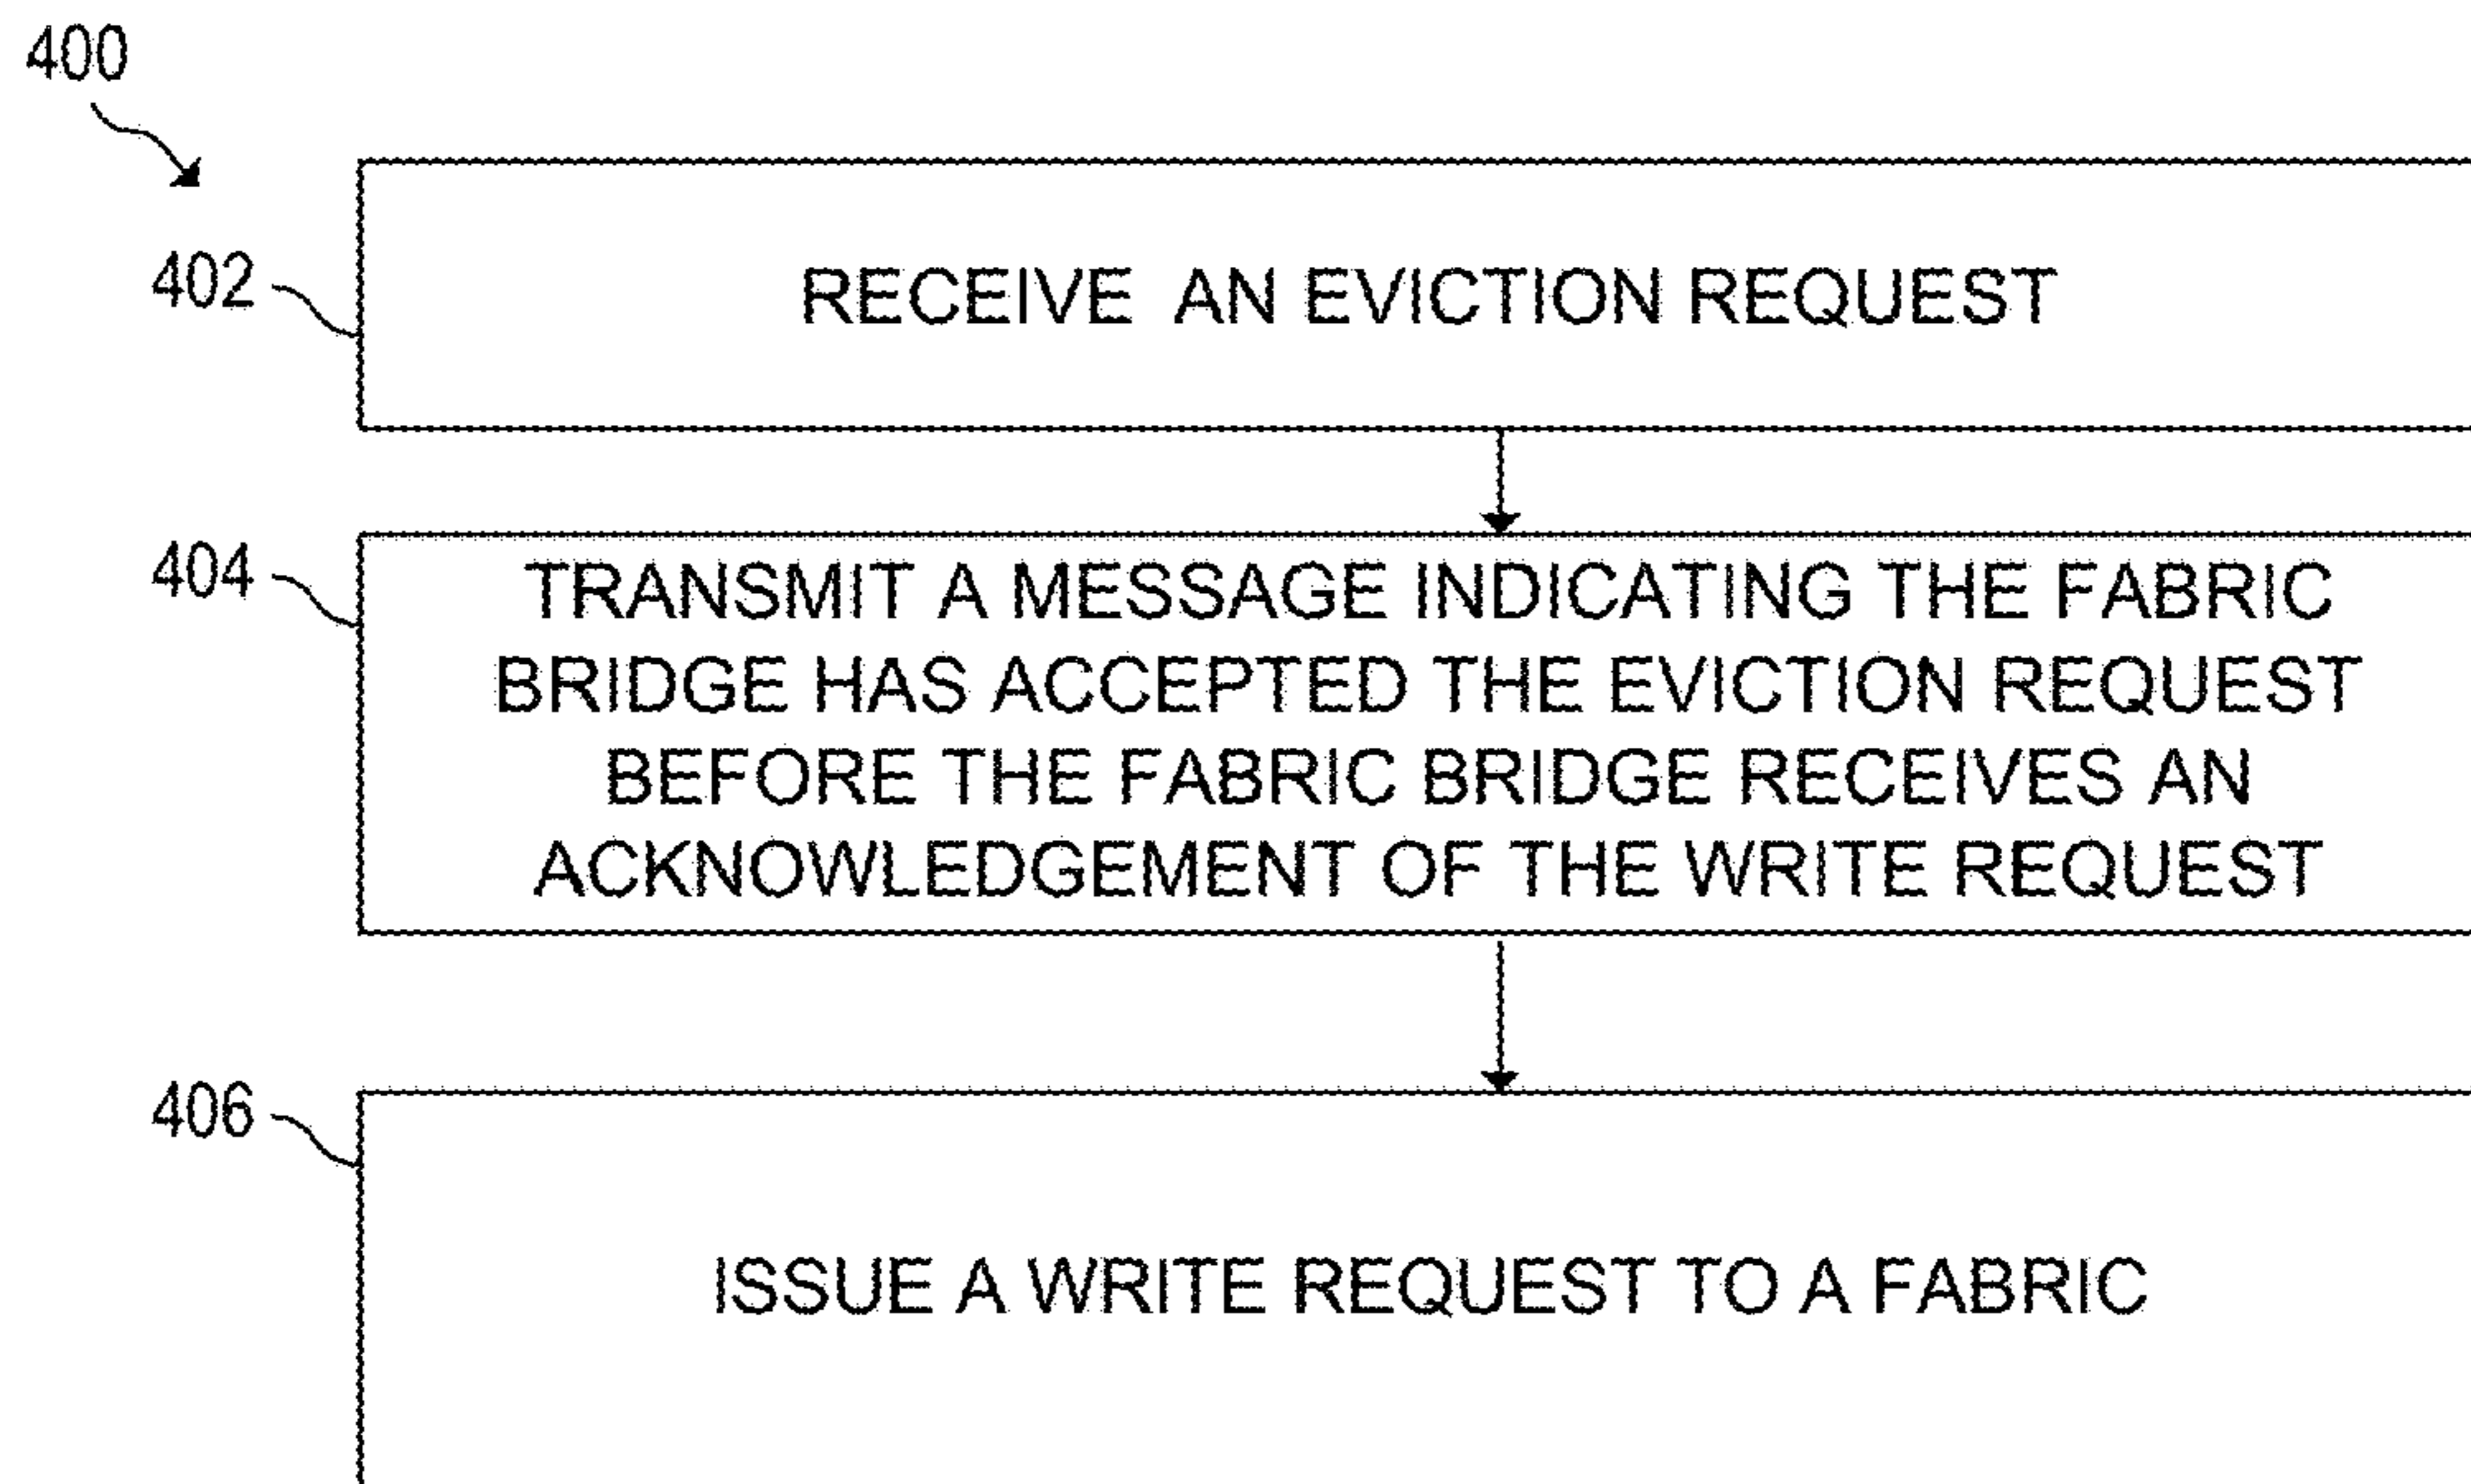 400
402
RECEIVE AN EVICTION REQUEST
404
TRANSMIT A MESSAGE INDICATING THE FABRIC
BRIDGE HAS ACCEPTED THE EVICTION REQUEST
BEFORE THE FABRIC BRIDGE RECEIVES AN
ACKNOWLEDGEMENT OF THE WRITE REQUEST
406
ISSUE A WRITE REQUEST TO A FABRIC